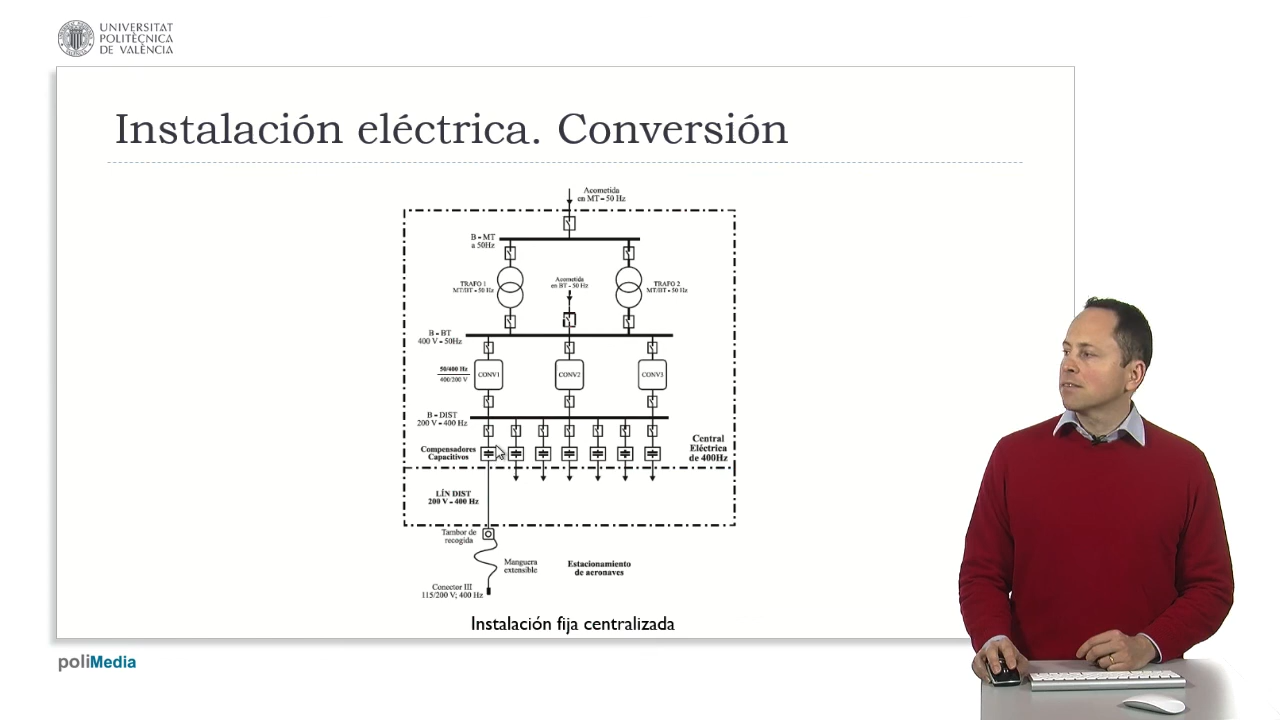 UNIVERSITAT
POLITÈCNICA
DE VALÈNCIA
Instalación eléctrica. Conversión
Acometida
en MT - 50 Hz
B - MT
a 50Hz
TRAFO 1
MT/BT - 50 Hz
Acometida
en BT - 50 Hz
TRAFO 2
MT/BT - 50 Hz
B - BT
400 V - 50Hz
50/400 Hz
400/200 V
CONV1
CONV2
CONV3
B - DIST
200 V - 400 Hz
Compensadores
Capacitivos
Central
Eléctrica
de 400Hz
LÍN DIST
200 V - 400 Hz
Tambor de
recogida
Manguera
extensible
Estacionamiento
de aeronaves
Conector III
115/200 V; 400 Hz
Instalación fija centralizada
poliMedia